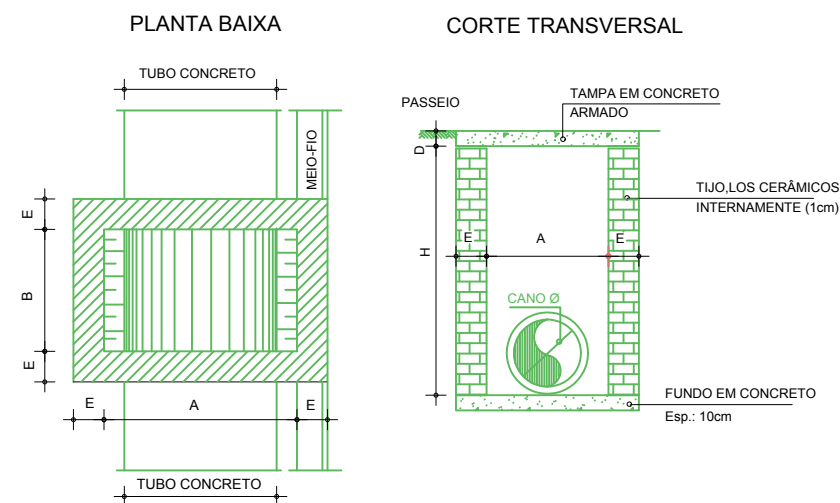 PLANTA BAIXA
TUBO CONCRETO
MEIO-FIO
E
B
E
E
A
E
TUBO CONCRETO
CORTE TRANSVERSAL
PASSEIO
TAMPA EM CONCRETO
ARMADO
D
TIJO,LOS CERÂMICOS
INTERNAMENTE (1cm)
E
A
E
H
CANO Ø
FUNDO EM CONCRETO
Esp.: 10cm